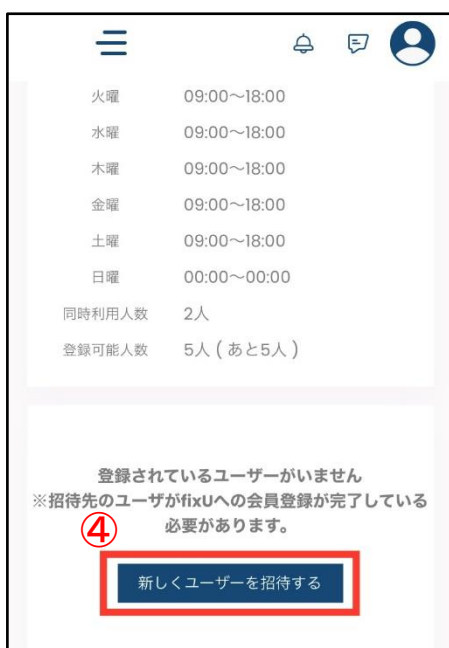 火曜 09:00〜18:00
水曜 09:00〜18:00
木曜 09:00〜18:00
金曜 09:00〜18:00
土曜 09:00〜18:00
日曜 00:00〜00:00
同時利用人数 2人
登録可能人数 5人 ( あと5人 )
登録されているユーザーがいません
※招待先のユーザがfixUへの会員登録が完了している
必要があります。
④
新しくユーザーを招待する